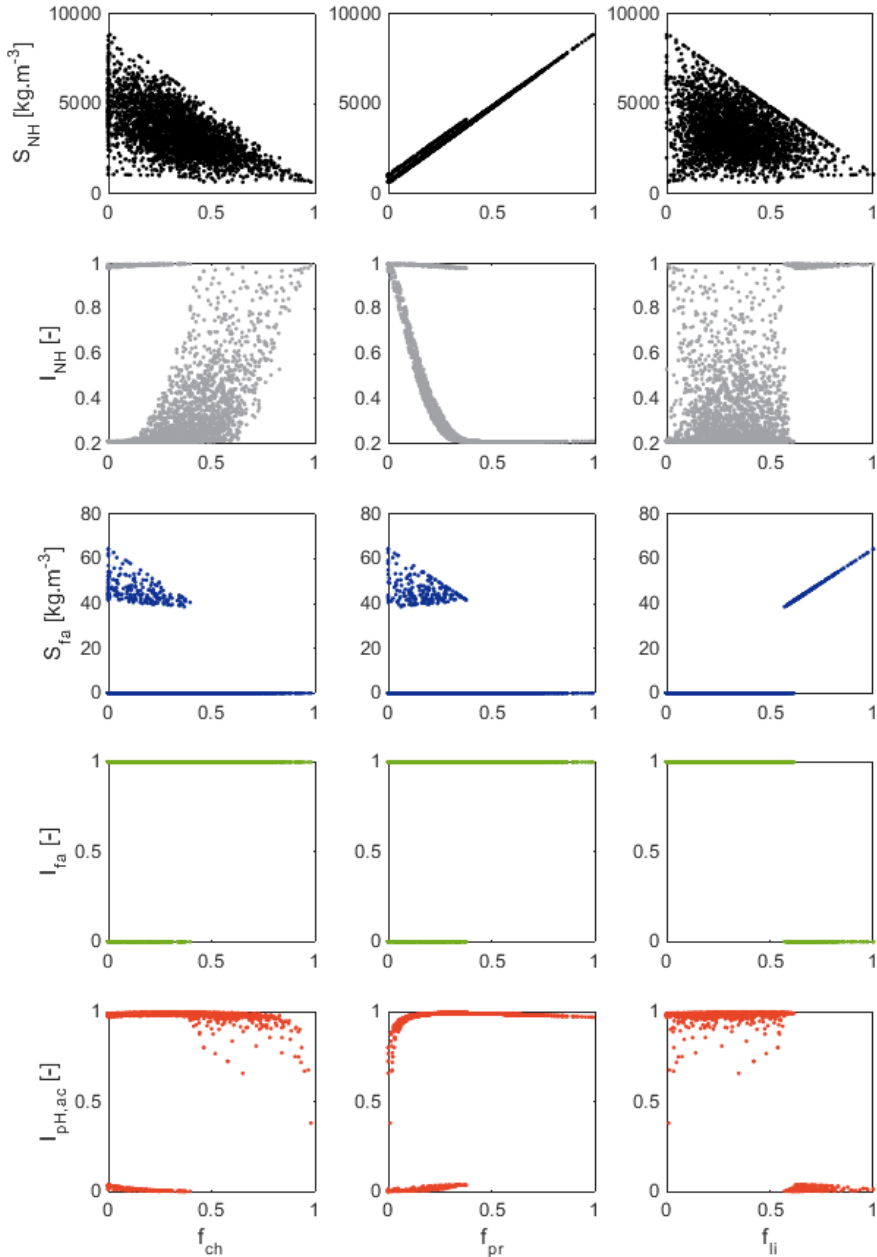 S_NH [kg.m^-3]
10000 10000 10000
5000 5000 5000
0 0 0
0 0.5 1 0 0.5 1 0 0.5 1
I_NH [-]
1 1 1
0.8 0.8 0.8
0.6 0.6 0.6
0.4 0.4 0.4
0.2 0.2 0.2
0 0.5 1 0 0.5 1 0 0.5 1
S_fa [kg.m^-3]
80 80 80
60 60 60
40 40 40
20 20 20
0 0 0
0 0.5 1 0 0.5 1 0 0.5 1
I_fa [-]
1 1 1
0.5 0.5 0.5
0 0 0
0 0.5 1 0 0.5 1 0 0.5 1
I_pH,ac [-]
1 1 1
0.5 0.5 0.5
0 0 0
0 0.5 1 0 0.5 1 0 0.5 1
f_ch f_pr f_li